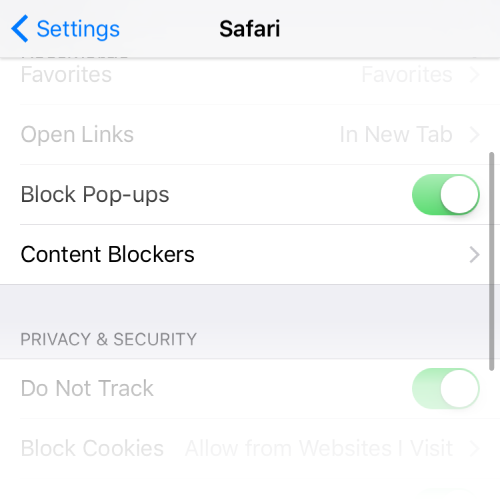 Settings
Safari
Favorites Favorites
Open Links In New Tab
Block Pop-ups
Content Blockers
PRIVACY & SECURITY
Do Not Track
Block Cookies Allow from Websites I Visit